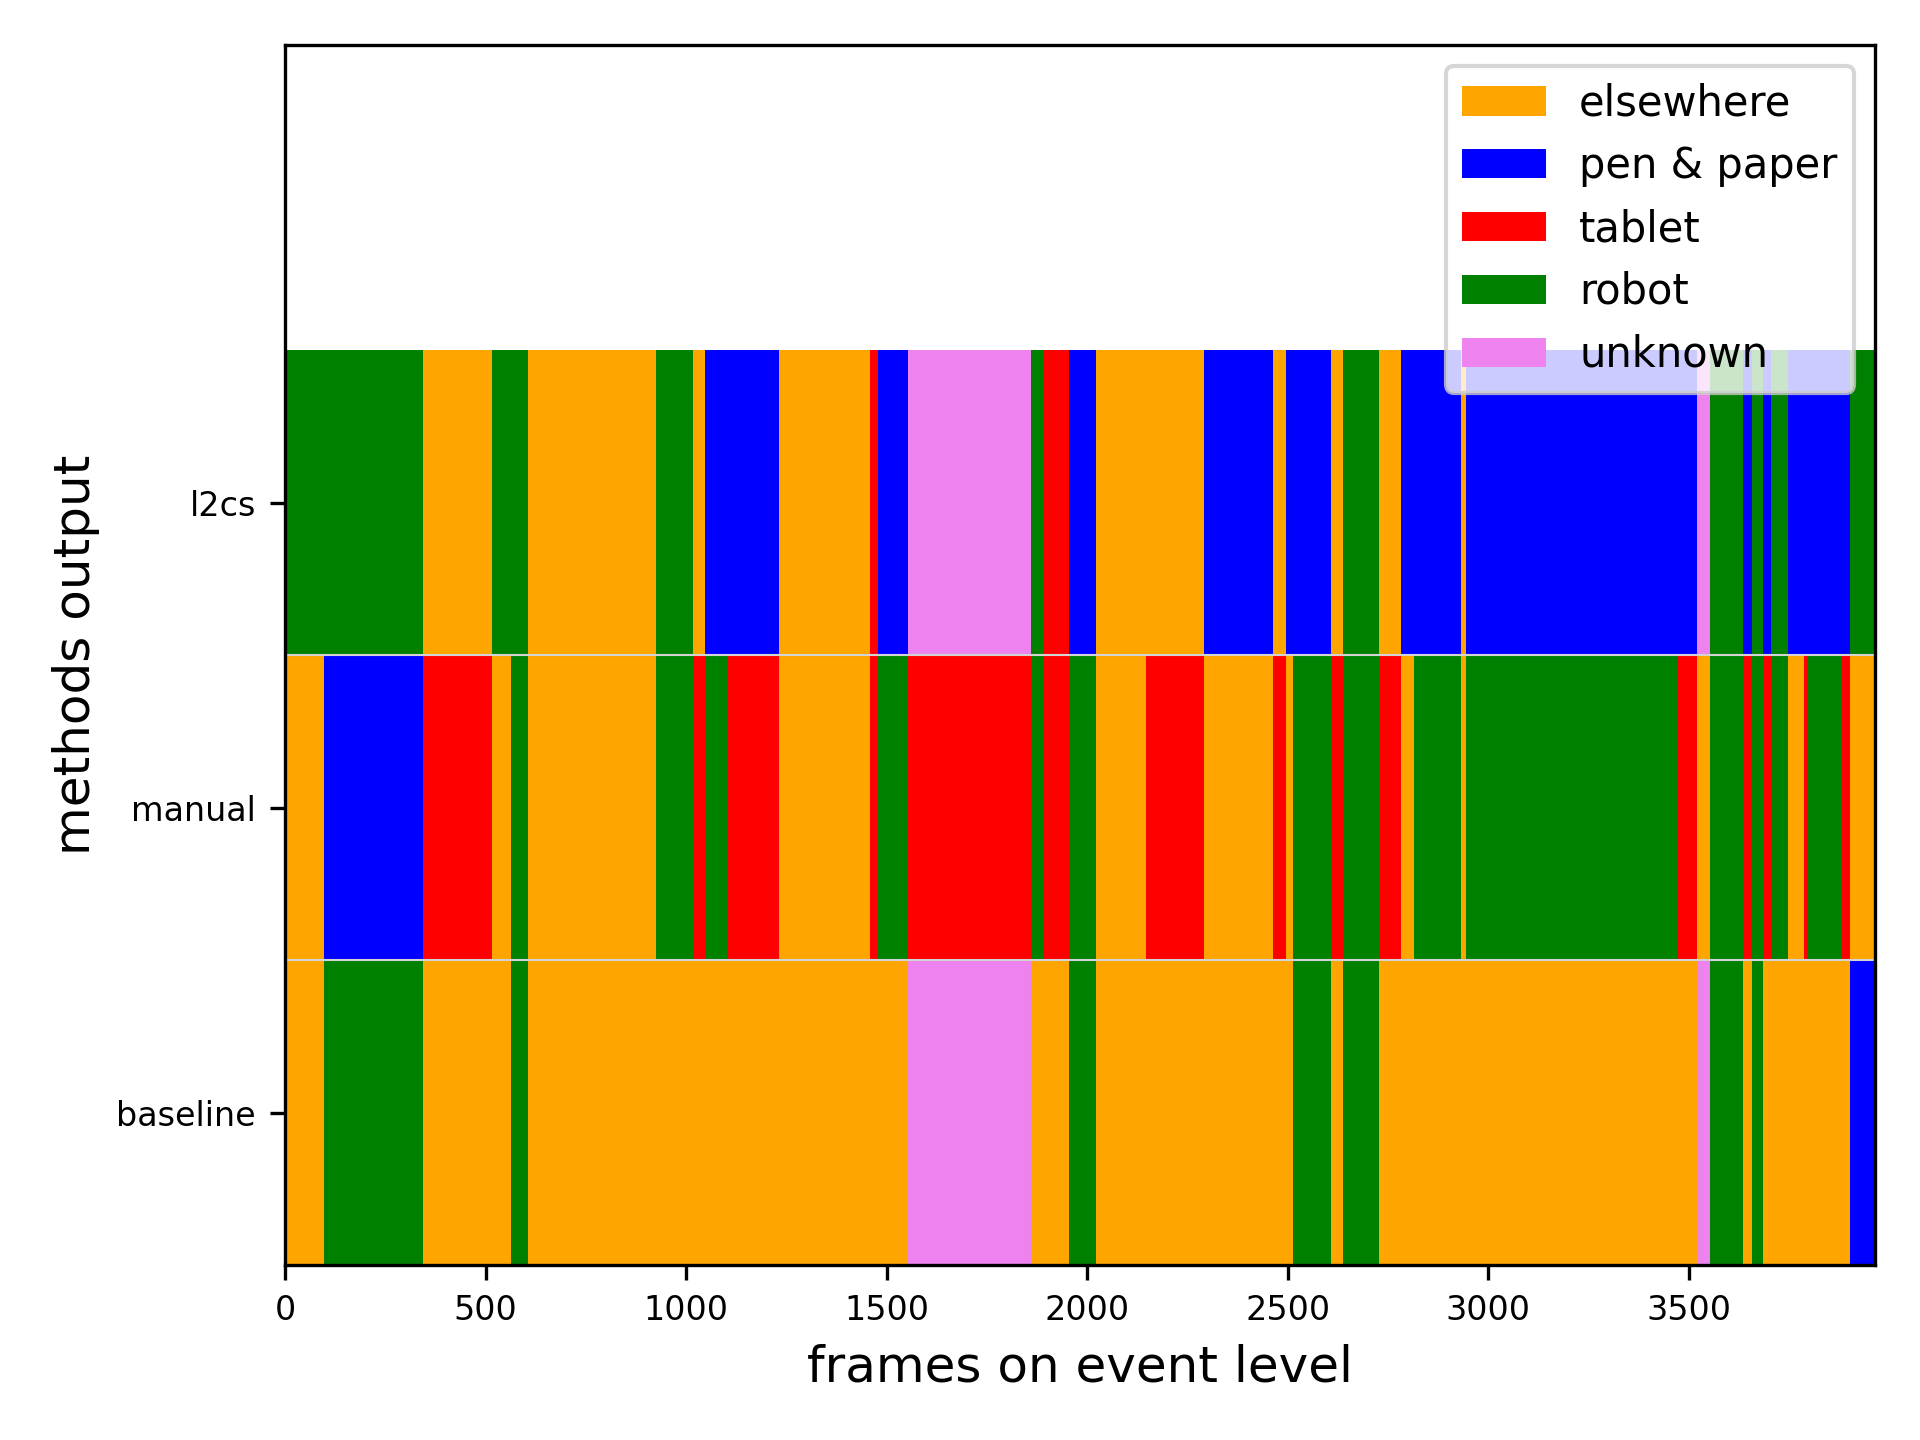 elsewhere
pen & paper
tablet
robot
unknown
methods output
l2cs
manual
baseline
0 500 1000 1500 2000 2500 3000 3500
frames on event level